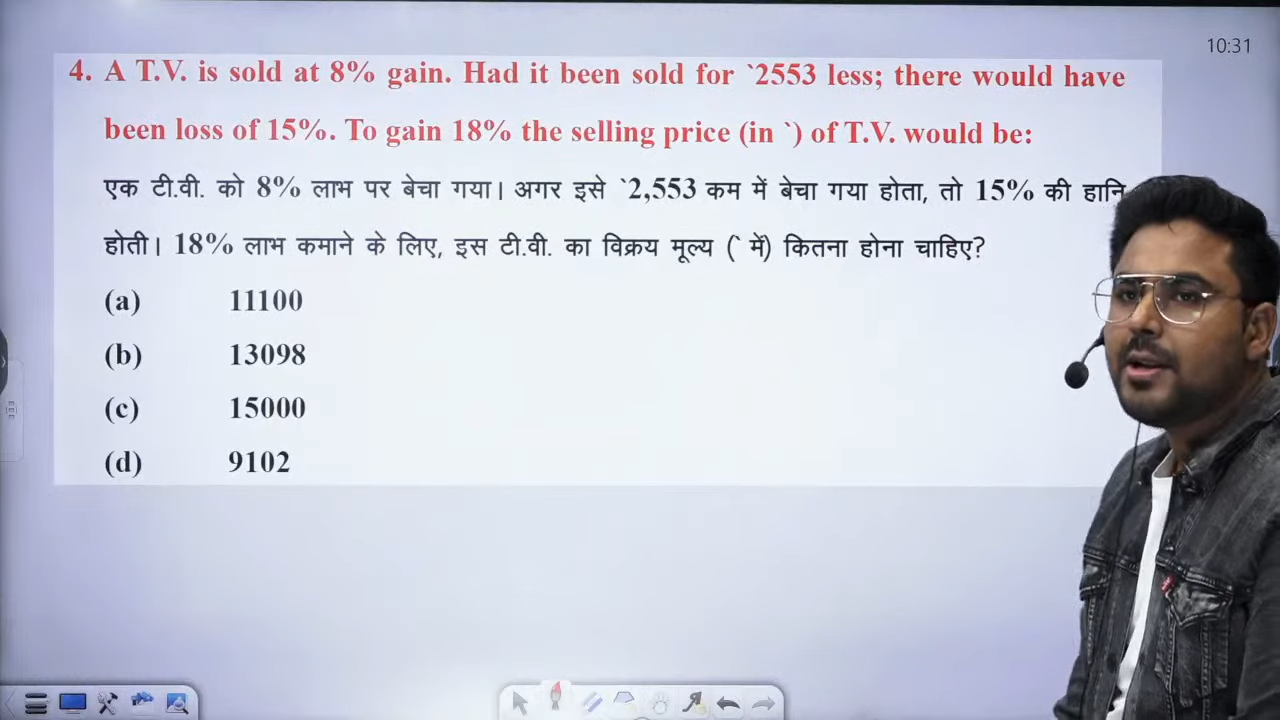 10:31
4. A T.V. is sold at 8% gain. Had it been sold for `2553 less; there would have
been loss of 15%. To gain 18% the selling price (in `) of T.V. would be:
एक टी.वी. को 8% लाभ पर बेचा गया। अगर इसे `2,553 कम में बेचा गया होता, तो 15% की हानि
होती। 18% लाभ कमाने के लिए, इस टी.वी. का विक्रय मूल्य (` में) कितना होना चाहिए?
(a) 11100
(b) 13098
(c) 15000
(d) 9102